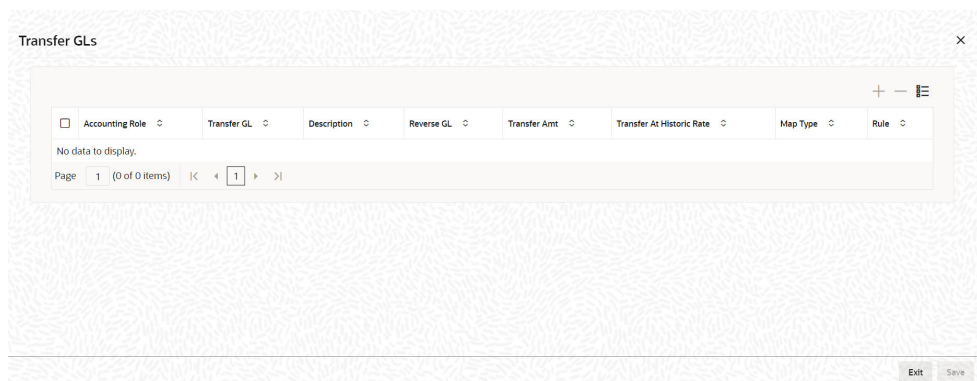 Transfer GLs
Accounting Role Transfer GL Description Reverse GL Transfer Amt Transfer At Historic Rate Map Type Rule
No data to display.
Page 1 (0 of 0 items) 1
Exit Save